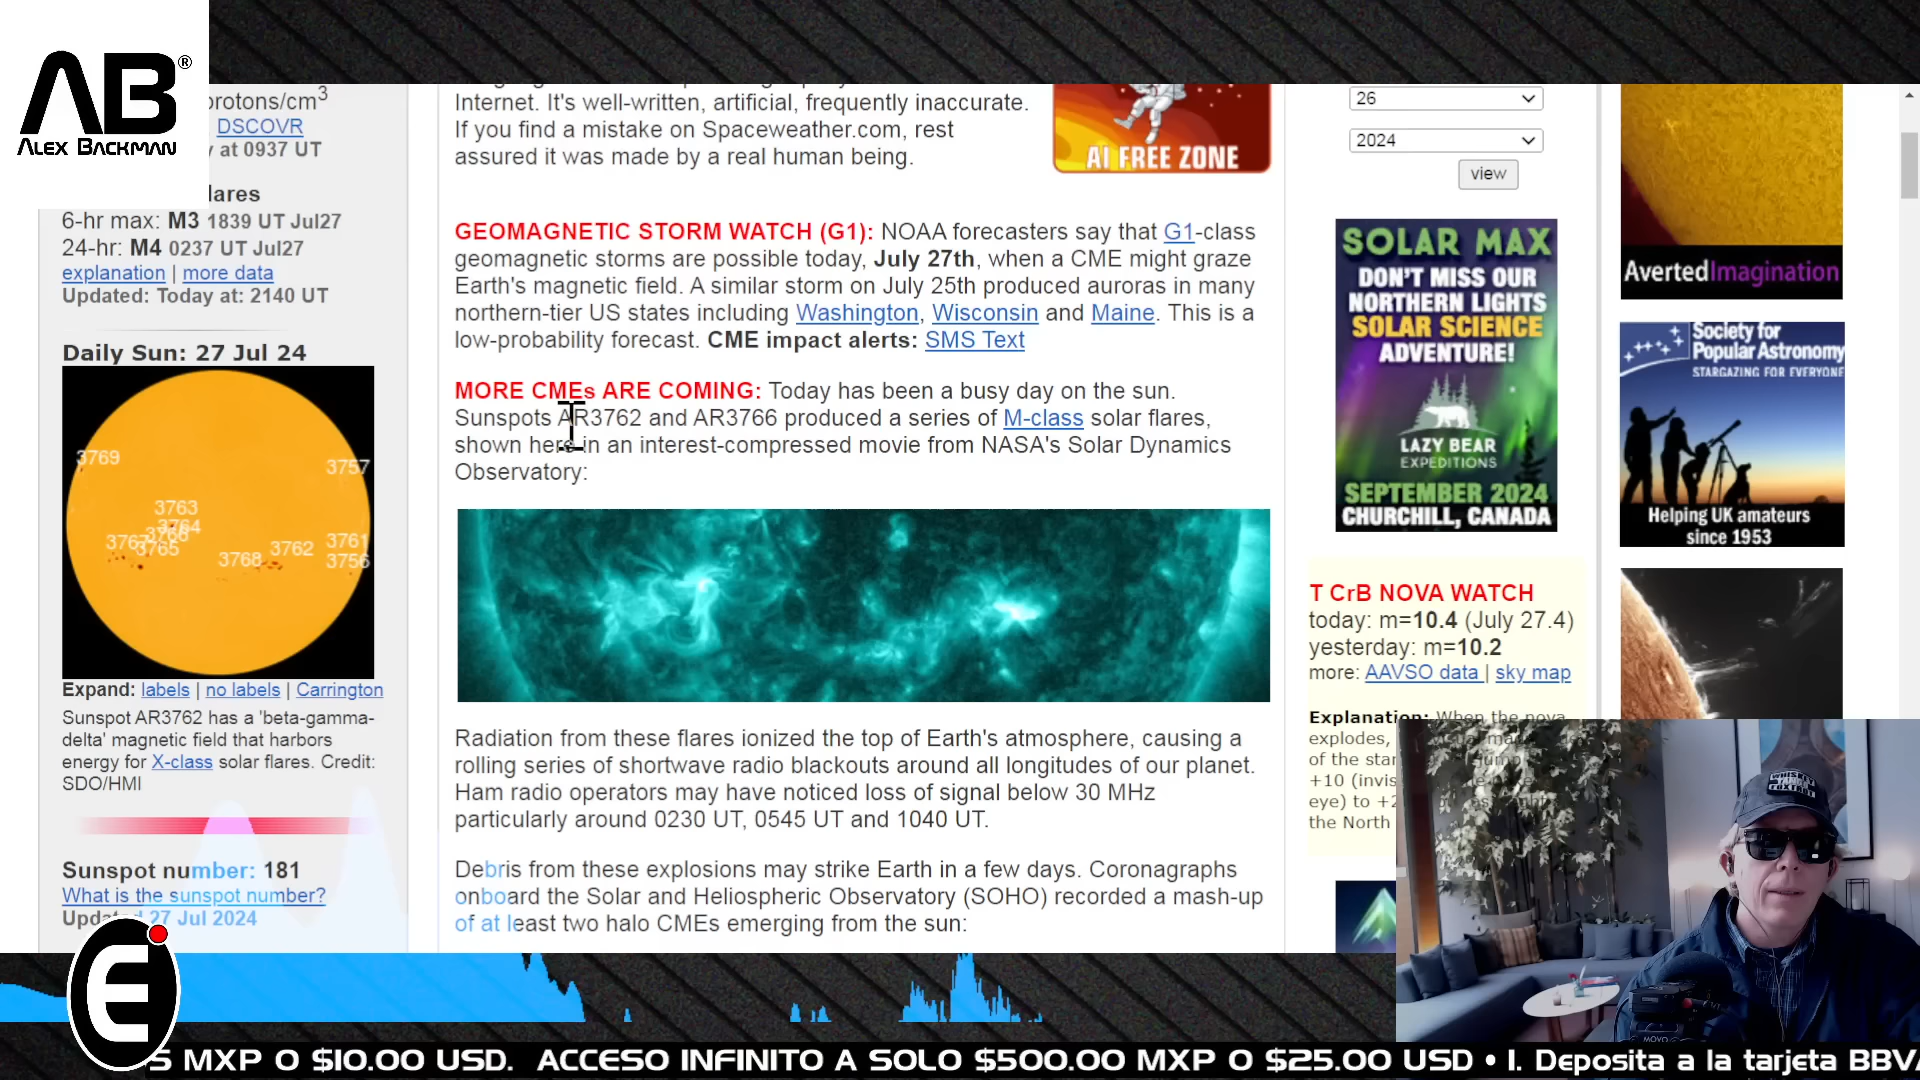 AB®
ALEX BACKMAN
protons/cm3
DSCOVR
y at 0937 UT
lares
6-hr max: M3 1839 UT Jul27
24-hr: M4 0237 UT Jul27
explanation | more data
Updated: Today at: 2140 UT
Daily Sun: 27 Jul 24
3769
3757
3763
3764
3766
3767
3765
3768
3762
3761
3756
Expand: labels | no labels | Carrington
Sunspot AR3762 has a 'beta-gamma-
delta' magnetic field that harbors
energy for X-class solar flares. Credit:
SDO/HMI
Sunspot number: 181
What is the sunspot number?
Updated 27 Jul 2024
Internet. It's well-written, artificial, frequently inaccurate.
If you find a mistake on Spaceweather.com, rest
assured it was made by a real human being.
AI FREE ZONE
GEOMAGNETIC STORM WATCH (G1): NOAA forecasters say that G1-class
geomagnetic storms are possible today, July 27th, when a CME might graze
Earth's magnetic field. A similar storm on July 25th produced auroras in many
northern-tier US states including Washington, Wisconsin and Maine. This is a
low-probability forecast. CME impact alerts: SMS Text
MORE CMEs ARE COMING: Today has been a busy day on the sun.
Sunspots AR3762 and AR3766 produced a series of M-class solar flares,
shown here in an interest-compressed movie from NASA's Solar Dynamics
Observatory:
Radiation from these flares ionized the top of Earth's atmosphere, causing a
rolling series of shortwave radio blackouts around all longitudes of our planet.
Ham radio operators may have noticed loss of signal below 30 MHz
particularly around 0230 UT, 0545 UT and 1040 UT.
Debris from these explosions may strike Earth in a few days. Coronagraphs
onboard the Solar and Heliospheric Observatory (SOHO) recorded a mash-up
of at least two halo CMEs emerging from the sun:
26
2024
view
SOLAR MAX
DON'T MISS OUR
NORTHERN LIGHTS
SOLAR SCIENCE
ADVENTURE!
LAZY BEAR
EXPEDITIONS
SEPTEMBER 2024
CHURCHILL, CANADA
T CrB NOVA WATCH
today: m=10.4 (July 27.4)
yesterday: m=10.2
more: AAVSO data | sky map
Explanation: When the nova
explodes,
of the star
+10 (invis
eye) to +2
the North
AvertedImagination
Society for
Popular Astronomy
STARGAZING FOR EVERYONE
Helping UK amateurs
since 1953
WHISKEY
TANGO
FOXTROT
E
S MXP O $10.00 USD. ACCESO INFINITO A SOLO $500.00 MXP O $25.00 USD • 1. Deposita a la tarjeta BBVA